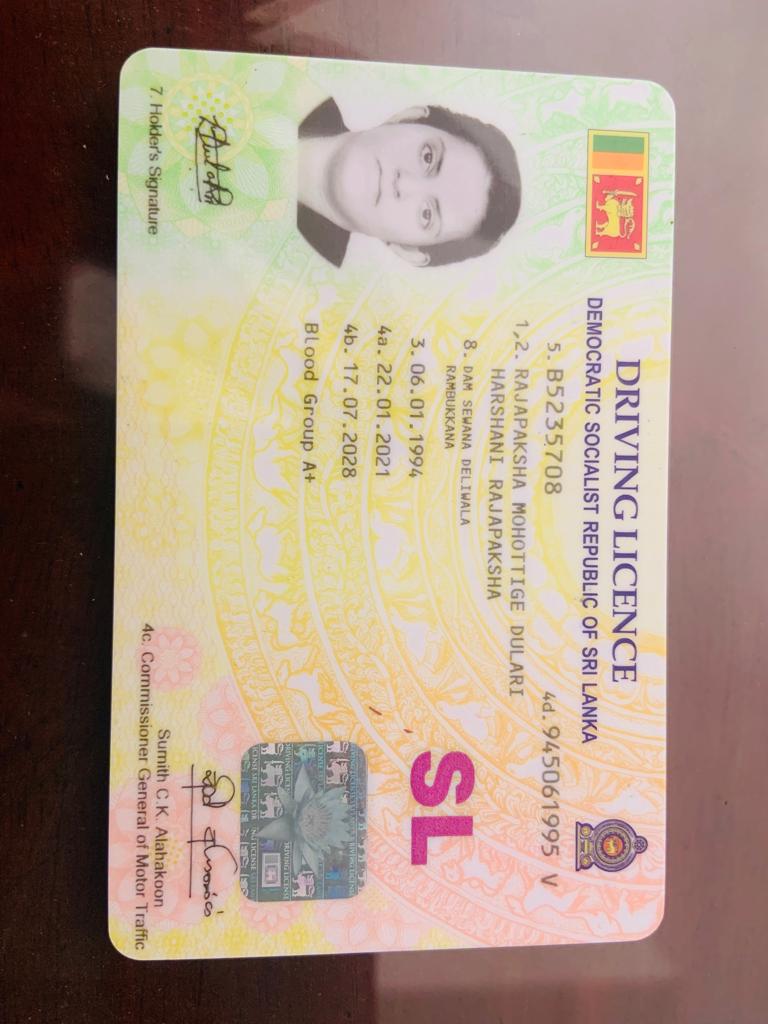 DRIVING LICENCE
DEMOCRATIC SOCIALIST REPUBLIC OF SRI LANKA
5. B5235708 4d. 945061995 V
1,2. RAJAPAKSHA MOHOTTIGE DULARI
HARSHANI RAJAPAKSHA
8. DAM SEWANA DELIWALA
RAMBUKKANA
3. 06.01.1994
4a. 22.01.2021
4b. 17.07.2028
Blood Group A+
SL
7. Holder's Signature
Sumith C.K. Alahakoon
4c. Commissioner General of Motor Traffic